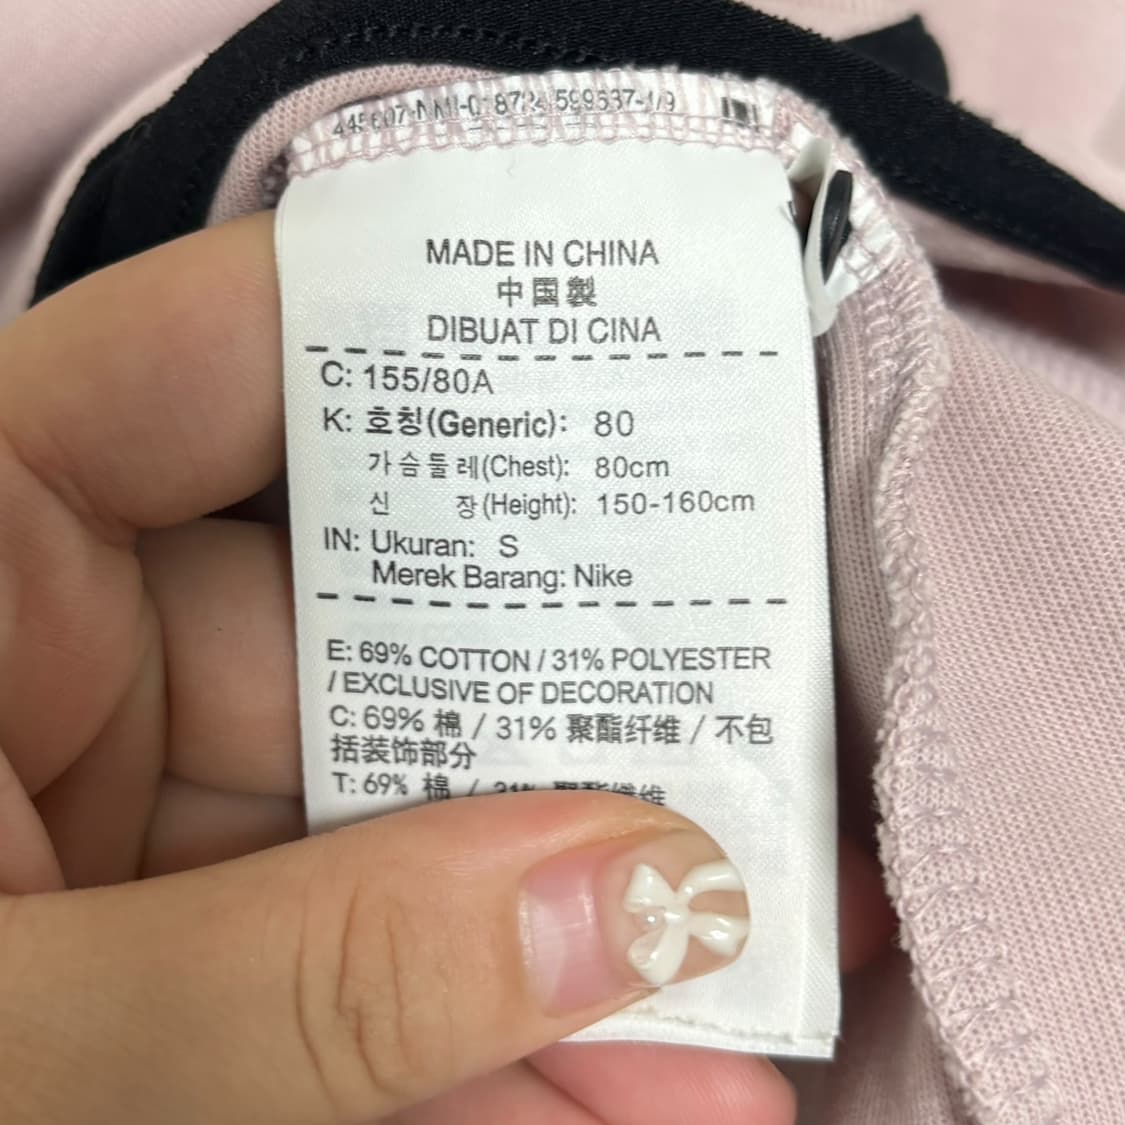 MADE IN CHINA
中国製
DIBUAT DI CINA
C: 155/80A
K: 호칭(Generic): 80
가슴둘레(Chest): 80cm
신 장(Height): 150-160cm
IN: Ukuran: S
Merek Barang: Nike
E: 69% COTTON / 31% POLYESTER
/ EXCLUSIVE OF DECORATION
C: 69% 棉 / 31% 聚酯纤维 / 不包
括装饰部分
T: 69% 棉 / 31%